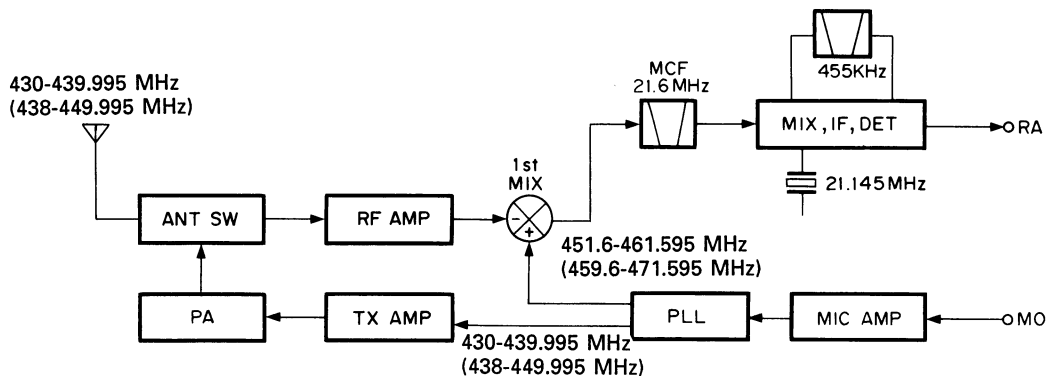 430-439.995 MHz
(438-449.995 MHz)
MCF
21.6MHz
455KHz
MIX, IF, DET
RA
21.145MHz
1st
MIX
ANT SW
RF AMP
-
+
451.6-461.595 MHz
(459.6-471.595 MHz)
PA
TX AMP
PLL
MIC AMP
MO
430-439.995 MHz
(438-449.995 MHz)